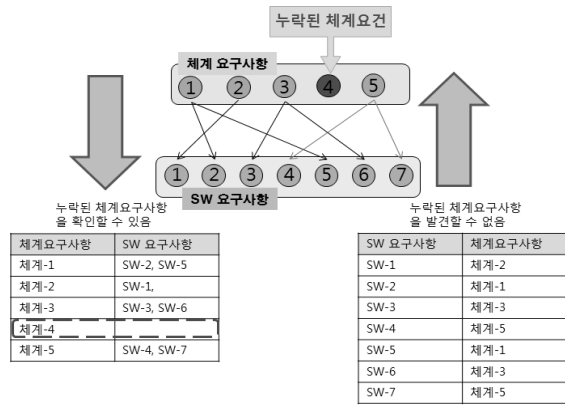 누락된 체계요건
체계 요구사항
1 2 3 4 5
1 2 3 4 5 6 7
SW 요구사항
누락된 체계요구사항
을 확인할 수 있음
누락된 체계요구사항
을 발견할 수 없음
체계요구사항 SW 요구사항
체계-1 SW-2, SW-5
체계-2 SW-1,
체계-3 SW-3, SW-6
체계-4
체계-5 SW-4, SW-7
SW 요구사항 체계요구사항
SW-1 체계-2
SW-2 체계-1
SW-3 체계-3
SW-4 체계-5
SW-5 체계-1
SW-6 체계-3
SW-7 체계-5